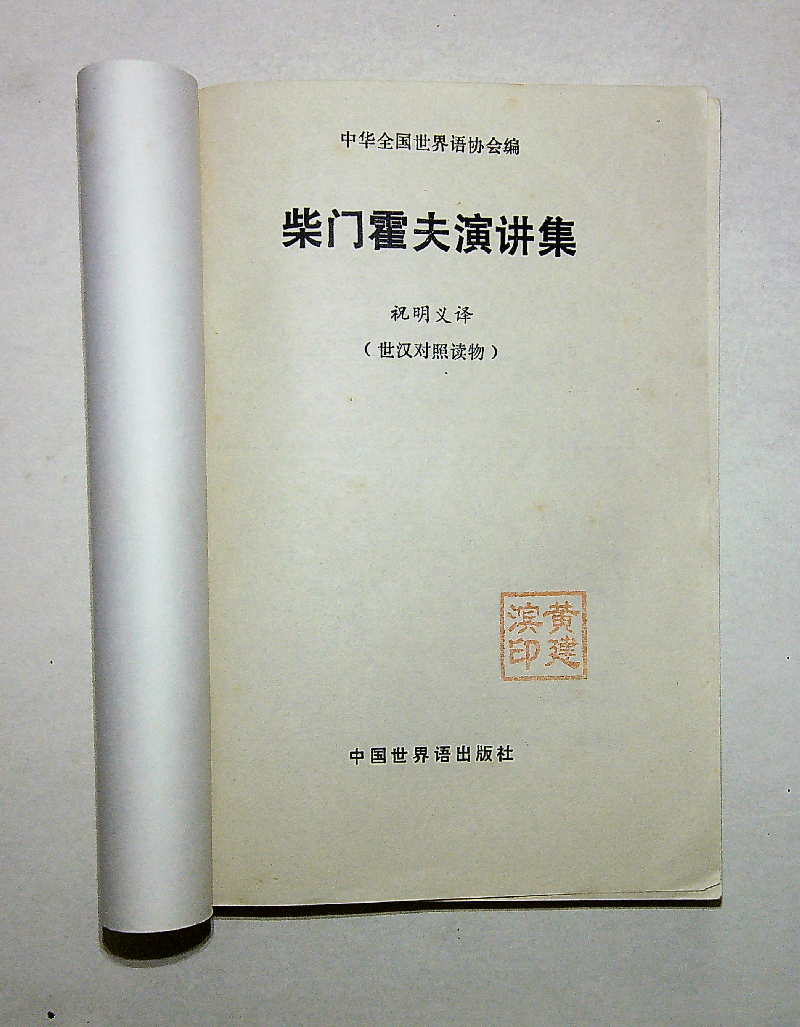 中华全国世界语协会编
柴门霍夫演讲集
祝明义译
（世汉对照读物）
黄建
滨印
中国世界语出版社